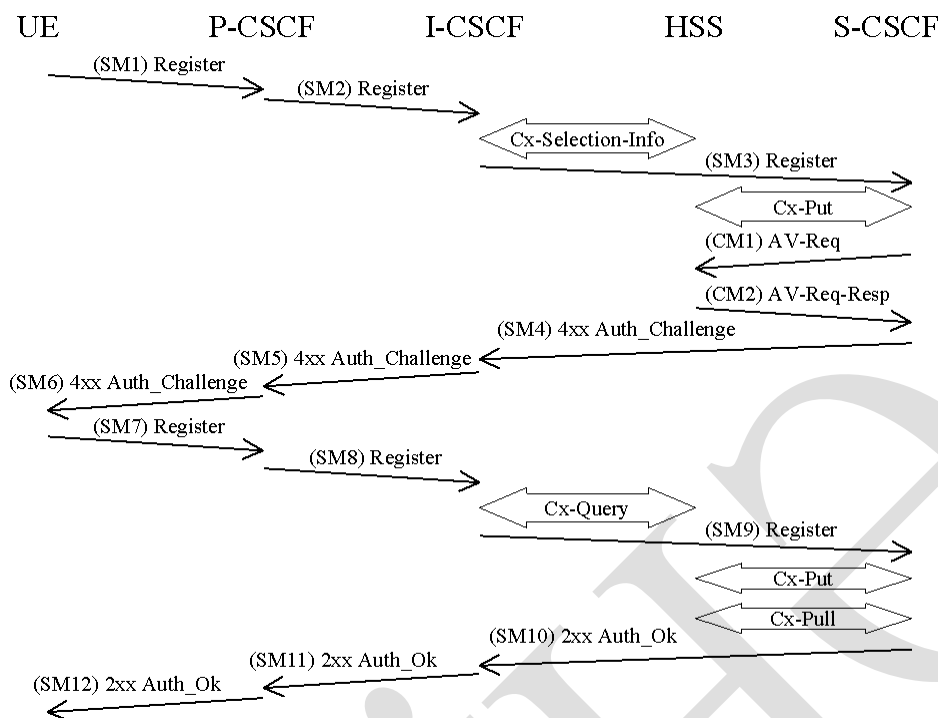 UE P-CSCF I-CSCF HSS S-CSCF
(SM1) Register
(SM2) Register
Cx-Selection-Info
(SM3) Register
Cx-Put
(CM1) AV-Req
(CM2) AV-Req-Resp
(SM4) 4xx Auth_Challenge
(SM5) 4xx Auth_Challenge
(SM6) 4xx Auth_Challenge
(SM7) Register
(SM8) Register
Cx-Query
(SM9) Register
Cx-Put
Cx-Pull
(SM10) 2xx Auth_Ok
(SM11) 2xx Auth_Ok
(SM12) 2xx Auth_Ok